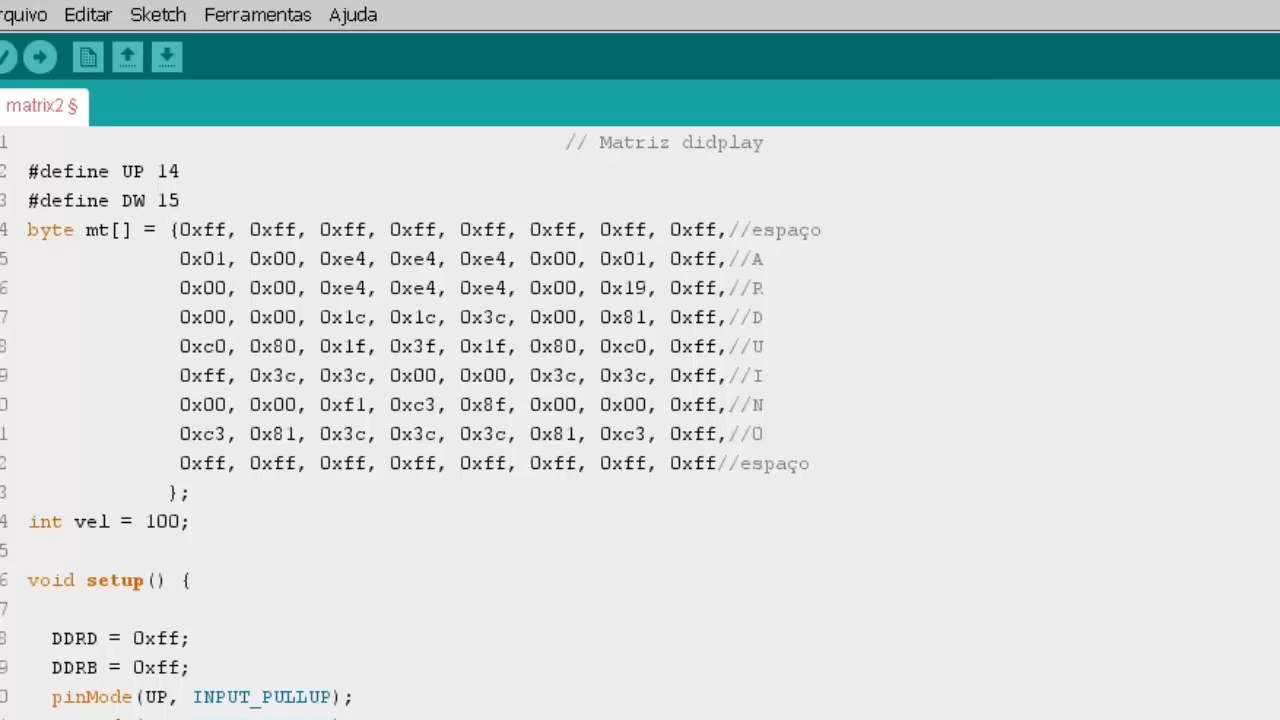 rquivo Editar Sketch Ferramentas Ajuda
matrix2 §
1 // Matriz didplay
2 #define UP 14
3 #define DW 15
4 byte mt[] = {0xff, 0xff, 0xff, 0xff, 0xff, 0xff, 0xff, 0xff,//espaço
5 0x01, 0x00, 0xe4, 0xe4, 0xe4, 0x00, 0x01, 0xff,//A
6 0x00, 0x00, 0xe4, 0xe4, 0xe4, 0x00, 0x19, 0xff,//R
7 0x00, 0x00, 0x1c, 0x1c, 0x3c, 0x00, 0x81, 0xff,//D
8 0xc0, 0x80, 0x1f, 0x3f, 0x1f, 0x80, 0xc0, 0xff,//U
9 0xff, 0x3c, 0x3c, 0x00, 0x00, 0x3c, 0x3c, 0xff,//I
0 0x00, 0x00, 0xf1, 0xc3, 0x8f, 0x00, 0x00, 0xff,//N
1 0xc3, 0x81, 0x3c, 0x3c, 0x3c, 0x81, 0xc3, 0xff,//O
2 0xff, 0xff, 0xff, 0xff, 0xff, 0xff, 0xff, 0xff//espaço
3 };
4 int vel = 100;
5
6 void setup() {
7
8 DDRD = 0xff;
9 DDRB = 0xff;
0 pinMode(UP, INPUT_PULLUP);